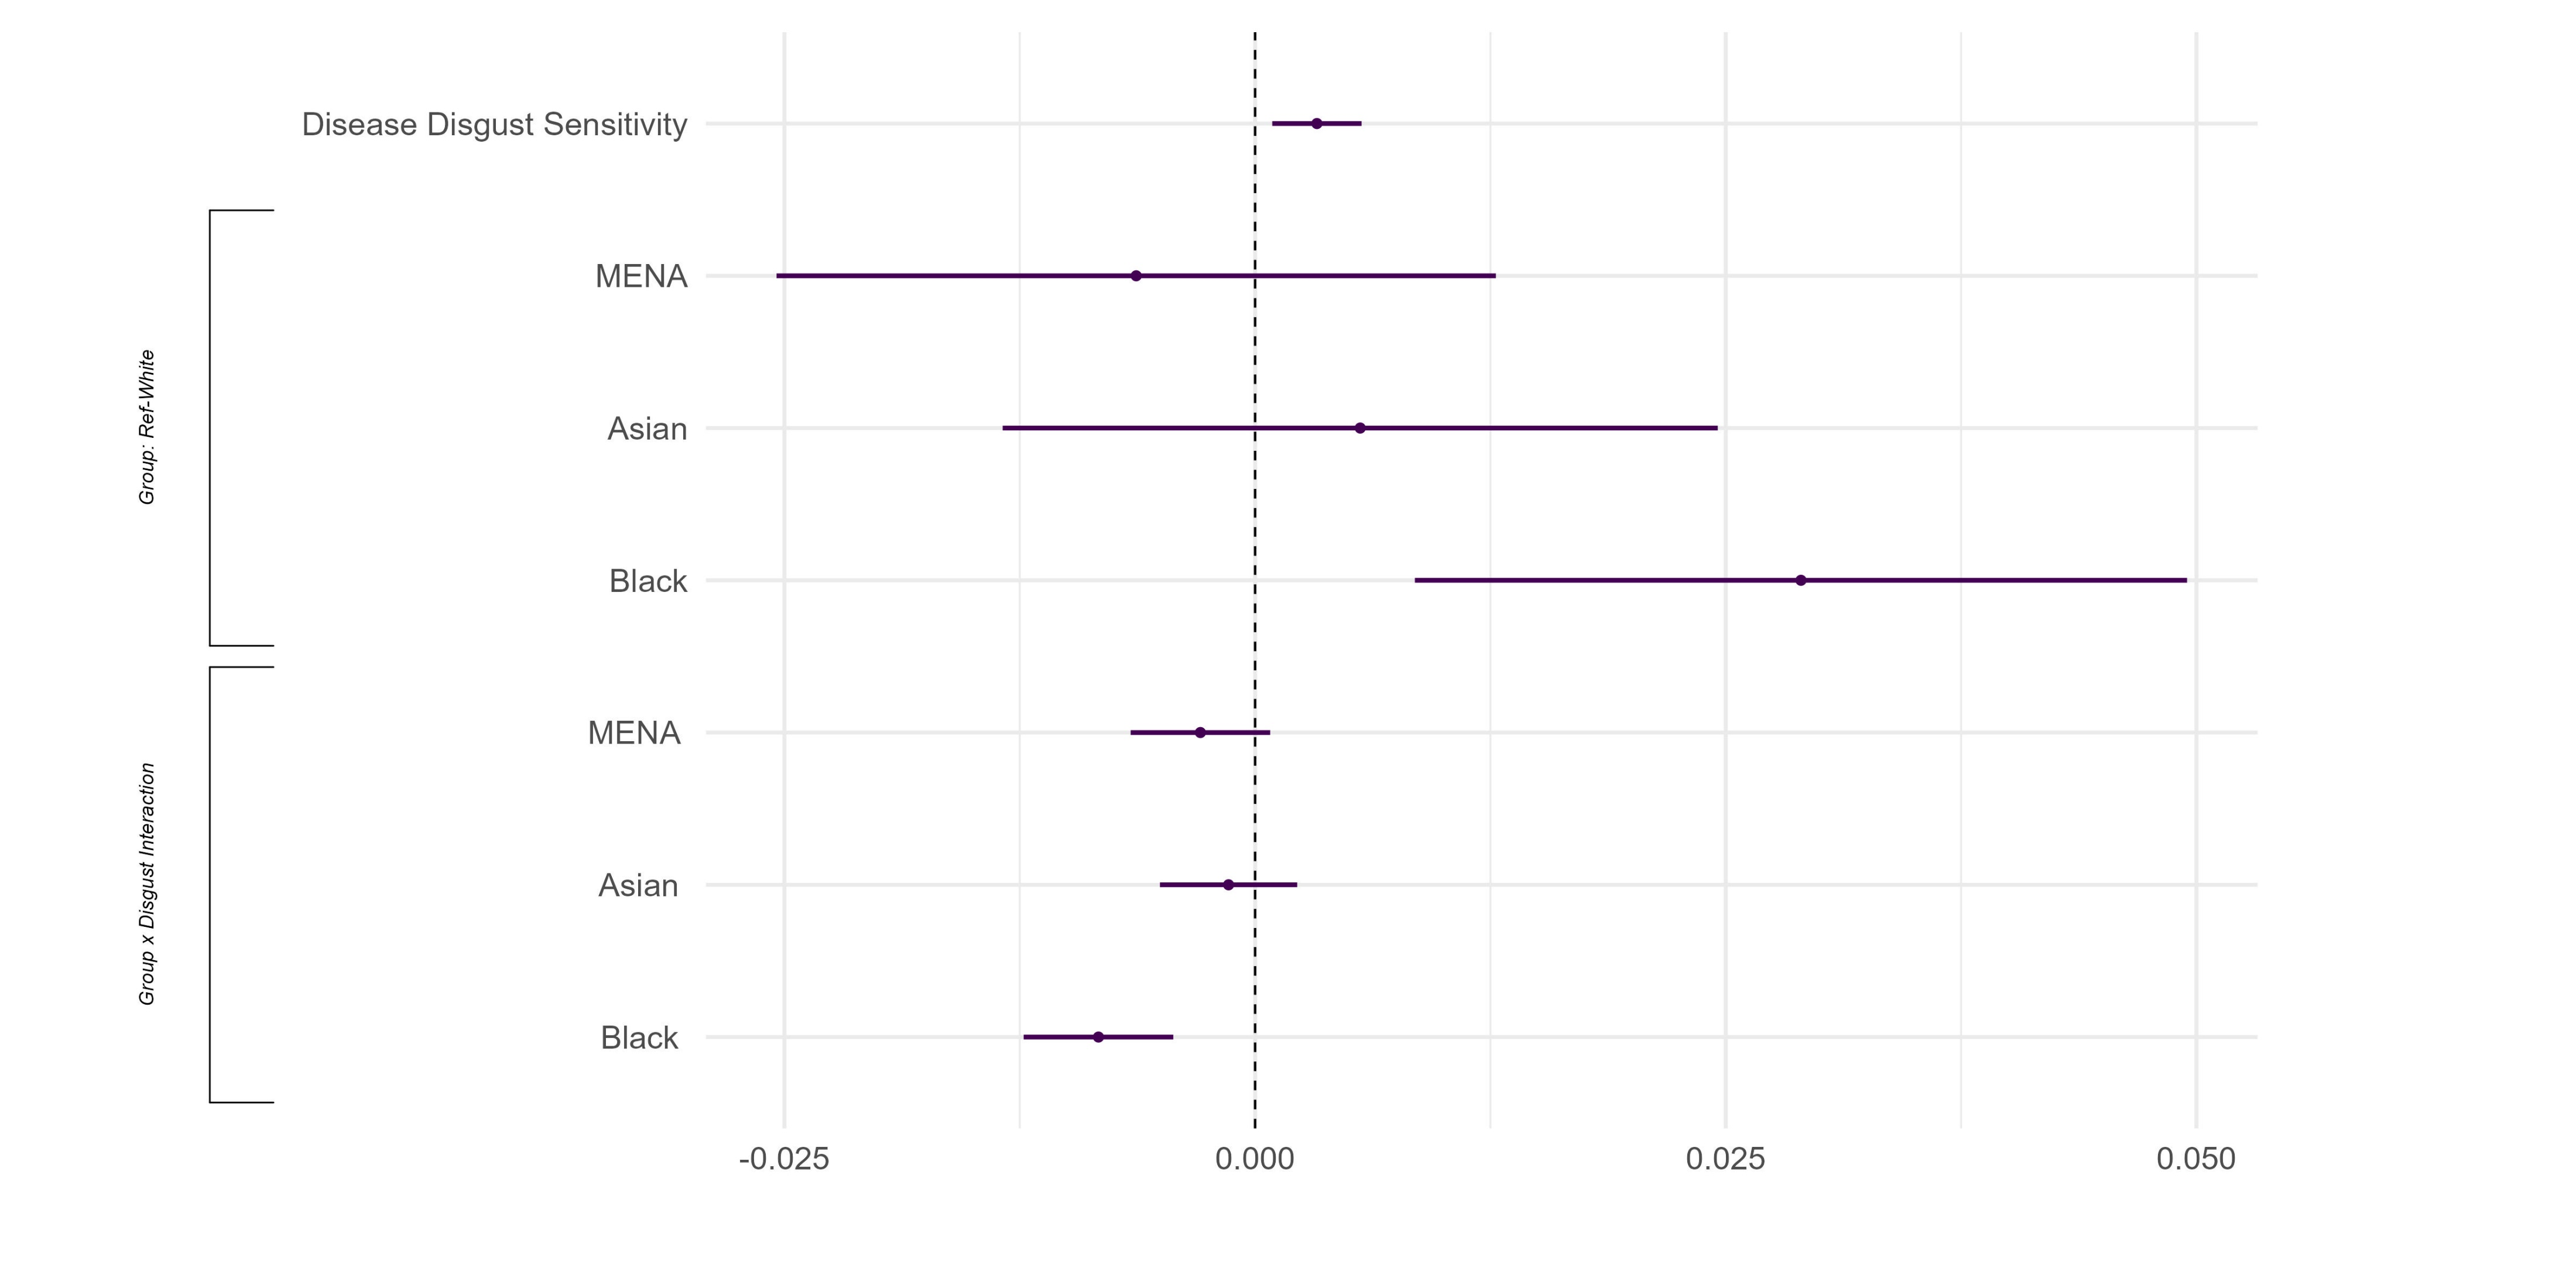 Disease Disgust Sensitivity
Group: Ref-White
MENA
Asian
Black
Group x Disgust Interaction
MENA
Asian
Black
-0.025 0.000 0.025 0.050